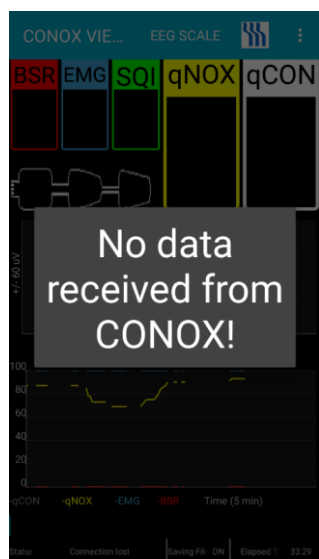 CONOX VIE... EEG SCALE
BSR EMG SQI qNOX qCON
+/- 60 uV
No data
received from
CONOX!
100
80
60
40
20
0
-qCON -qNOX -EMG -BSR Time (5 min)
Status Connection lost Saving Fil ON Elapsed T 33:29